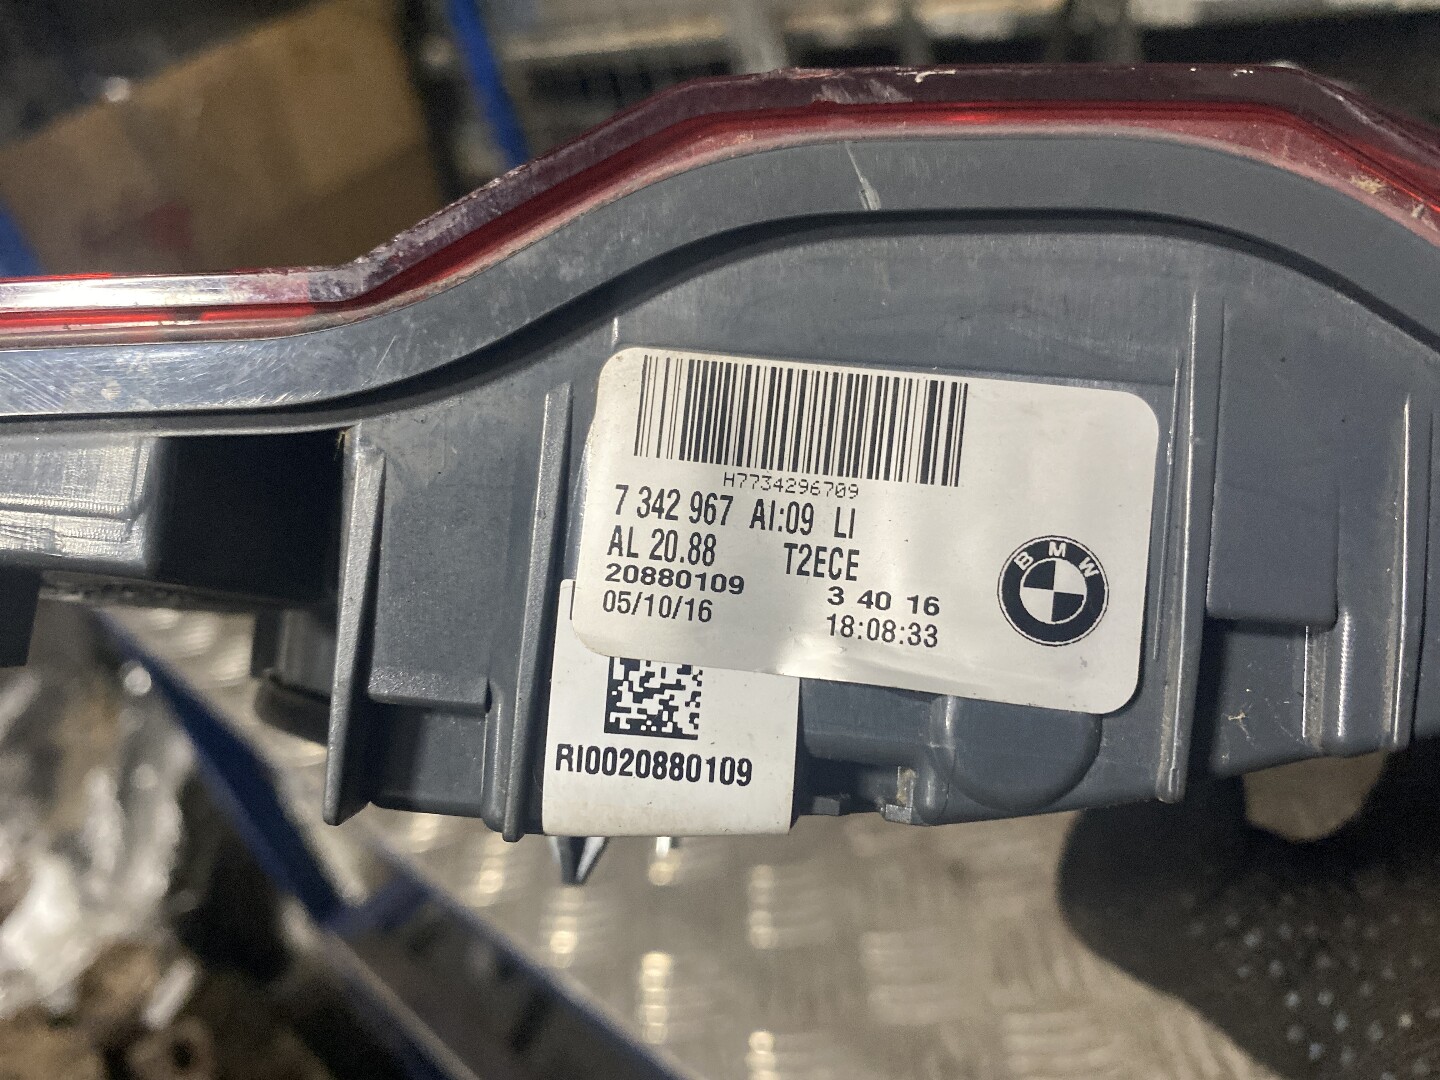 H7734296709
7 342 967 AI:09 LI
AL 20.88 T2ECE
20880109 3 40 16
05/10/16 18:08:33
BMW
RI0020880109